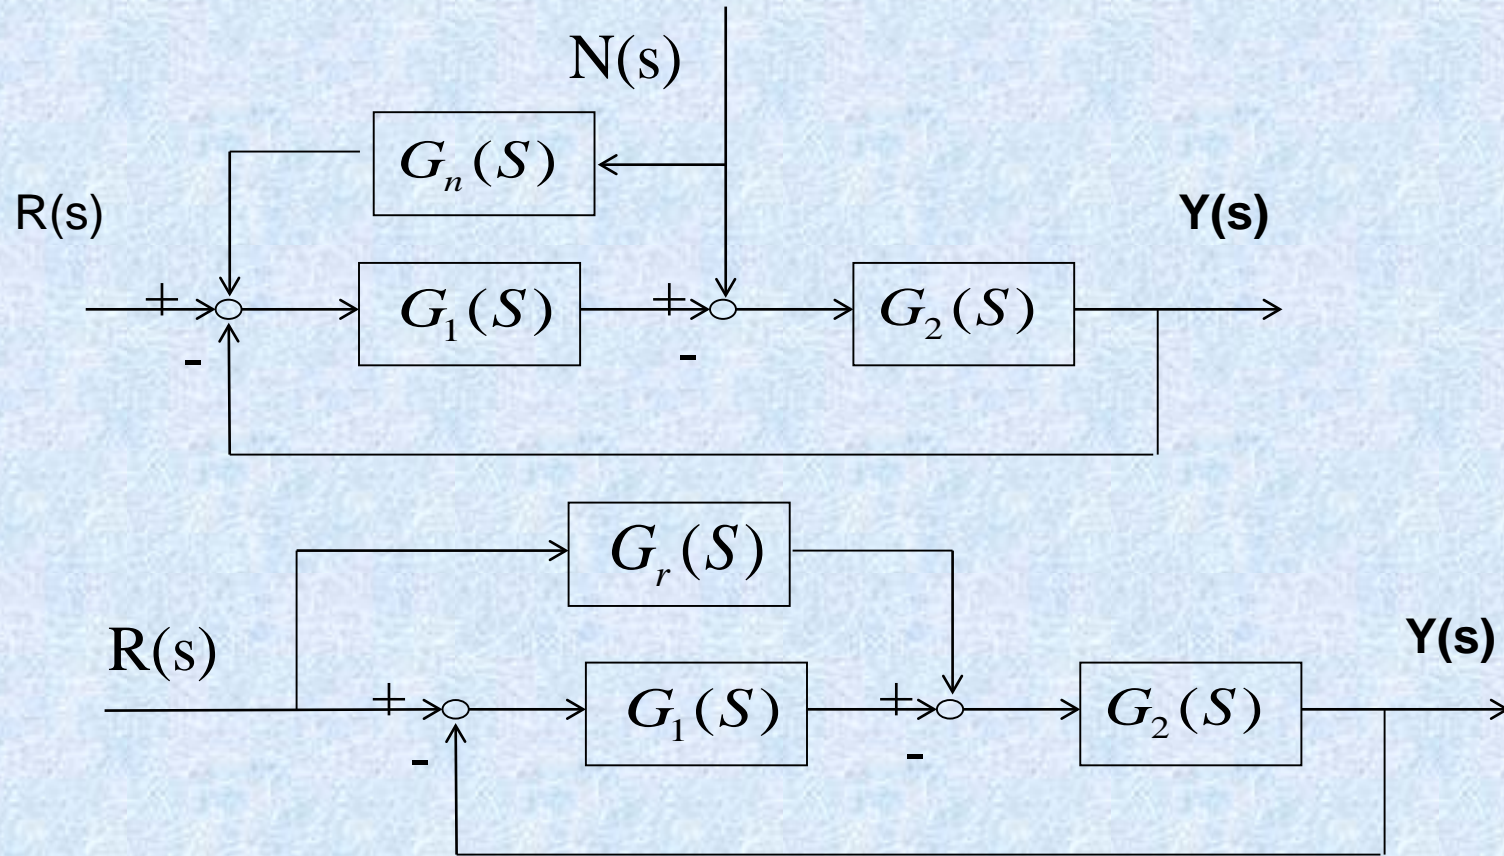 N(s)
G_n(S)
R(s)
Y(s)
+ G_1(S) + G_2(S)
- -
G_r(S)
R(s)
Y(s)
+ G_1(S) + G_2(S)
- -